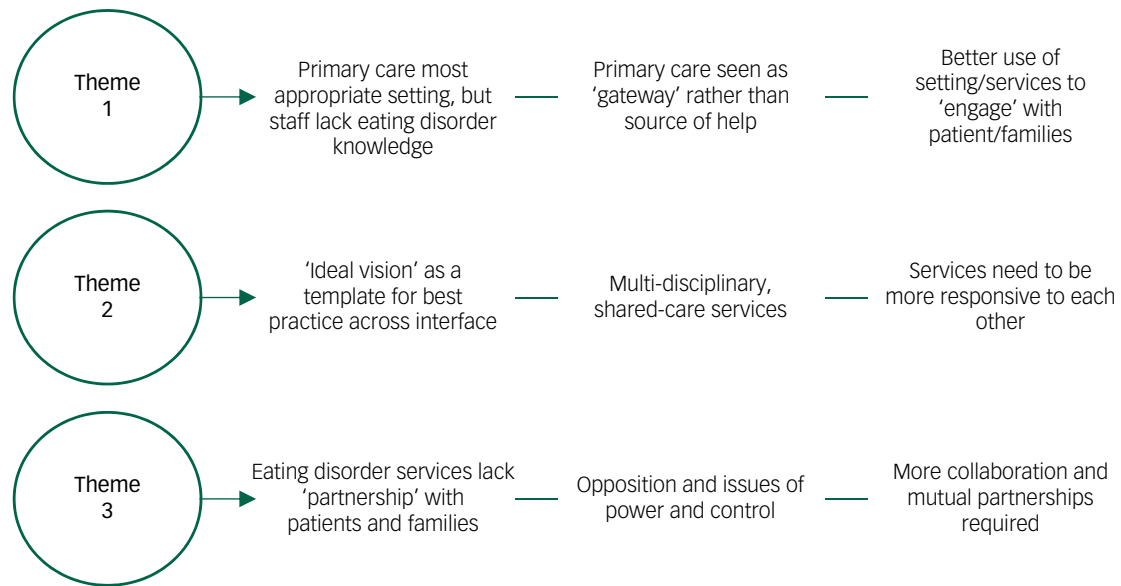 Theme
1
Primary care most
appropriate setting, but
staff lack eating disorder
knowledge
Primary care seen as
‘gateway’ rather than
source of help
Better use of
setting/services to
‘engage’ with
patient/families
Theme
2
‘Ideal vision’ as a
template for best
practice across interface
Multi-disciplinary,
shared-care services
Services need to be
more responsive to each
other
Theme
3
Eating disorder services lack
‘partnership’ with
patients and families
Opposition and issues of
power and control
More collaboration and
mutual partnerships
required